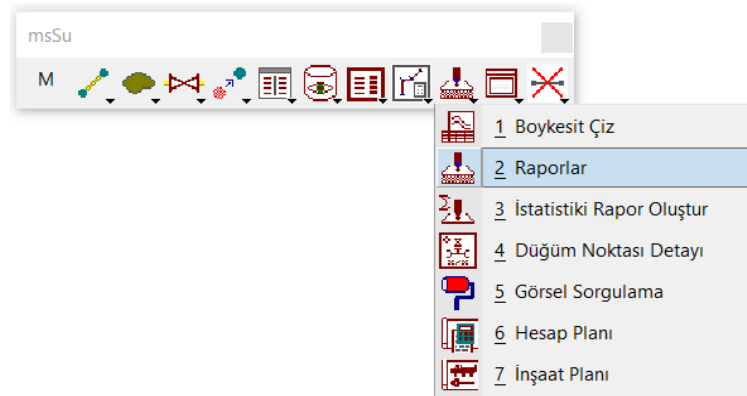 msSu
M
1 Boykesit Çiz
2 Raporlar
3 İstatistiki Rapor Oluştur
4 Düğüm Noktası Detayı
5 Görsel Sorgulama
6 Hesap Planı
7 İnşaat Planı